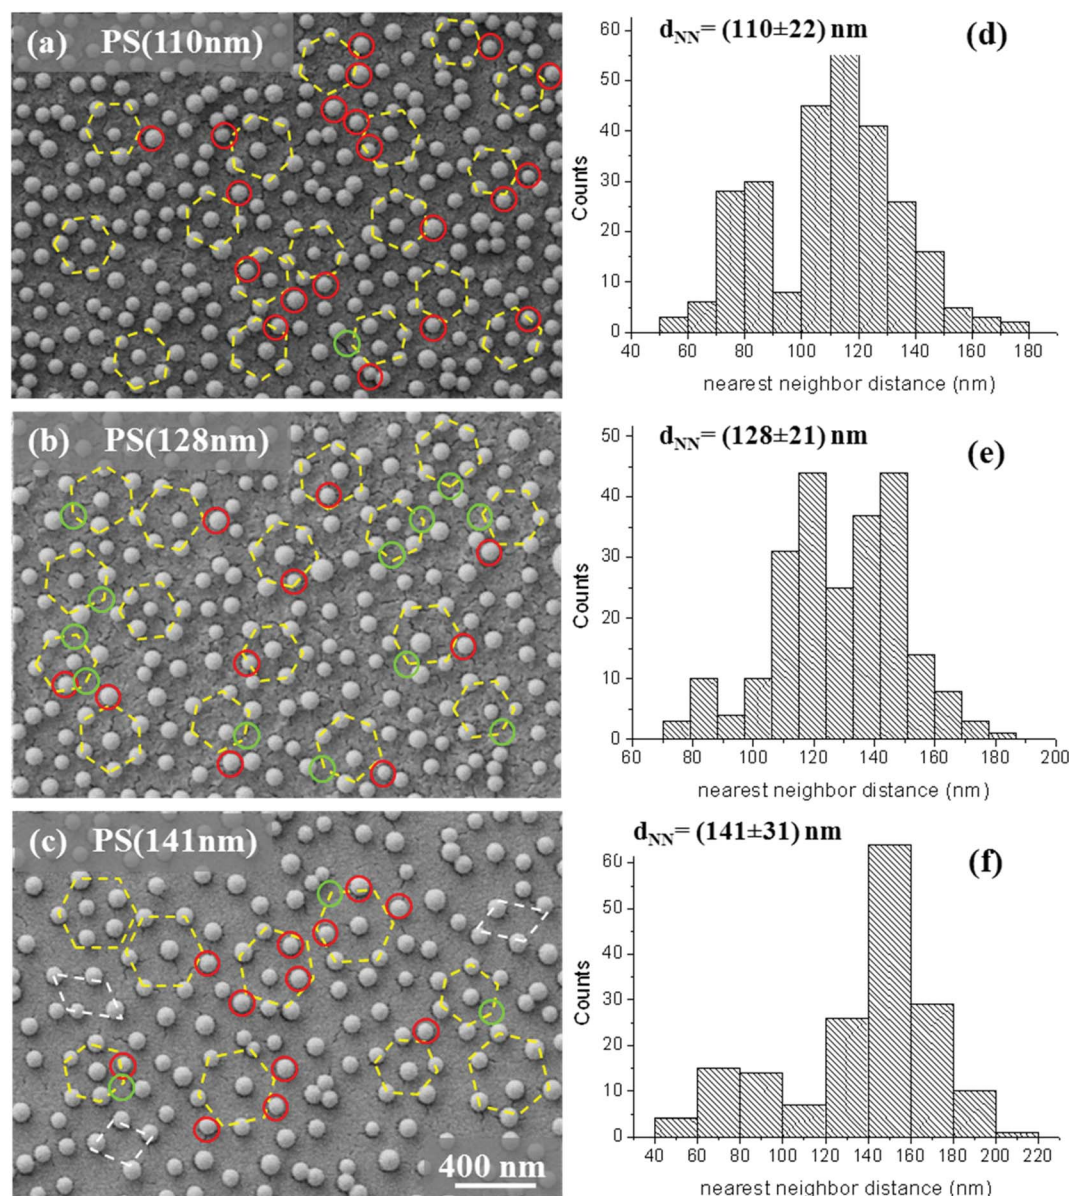 (a) PS(110nm)
d_NN = (110±22) nm (d)
60
50
40
30
20
10
0
Counts
40 60 80 100 120 140 160 180
nearest neighbor distance (nm)
(b) PS(128nm)
d_NN = (128±21) nm (e)
50
40
30
20
10
0
Counts
60 80 100 120 140 160 180 200
nearest neighbor distance (nm)
(c) PS(141nm)
400 nm
d_NN = (141±31) nm
(f)
60
50
40
30
20
10
0
Counts
40 60 80 100 120 140 160 180 200 220
nearest neighbor distance (nm)